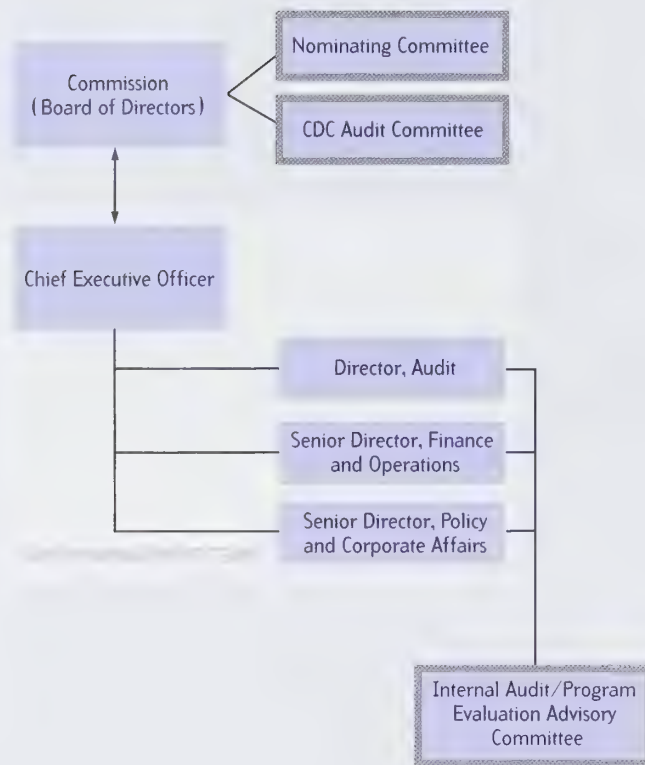 Nominating Committee
Commission
(Board of Directors)
CDC Audit Committee
Chief Executive Officer
Director, Audit
Senior Director, Finance
and Operations
Senior Director, Policy
and Corporate Affairs
Internal Audit/Program
Evaluation Advisory
Committee